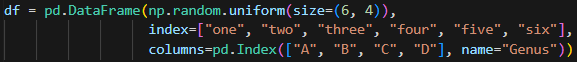 df = pd.DataFrame(np.random.uniform(size=(6, 4)),
index=["one", "two", "three", "four", "five", "six"],
columns=pd.Index(["A", "B", "C", "D"], name="Genus"))